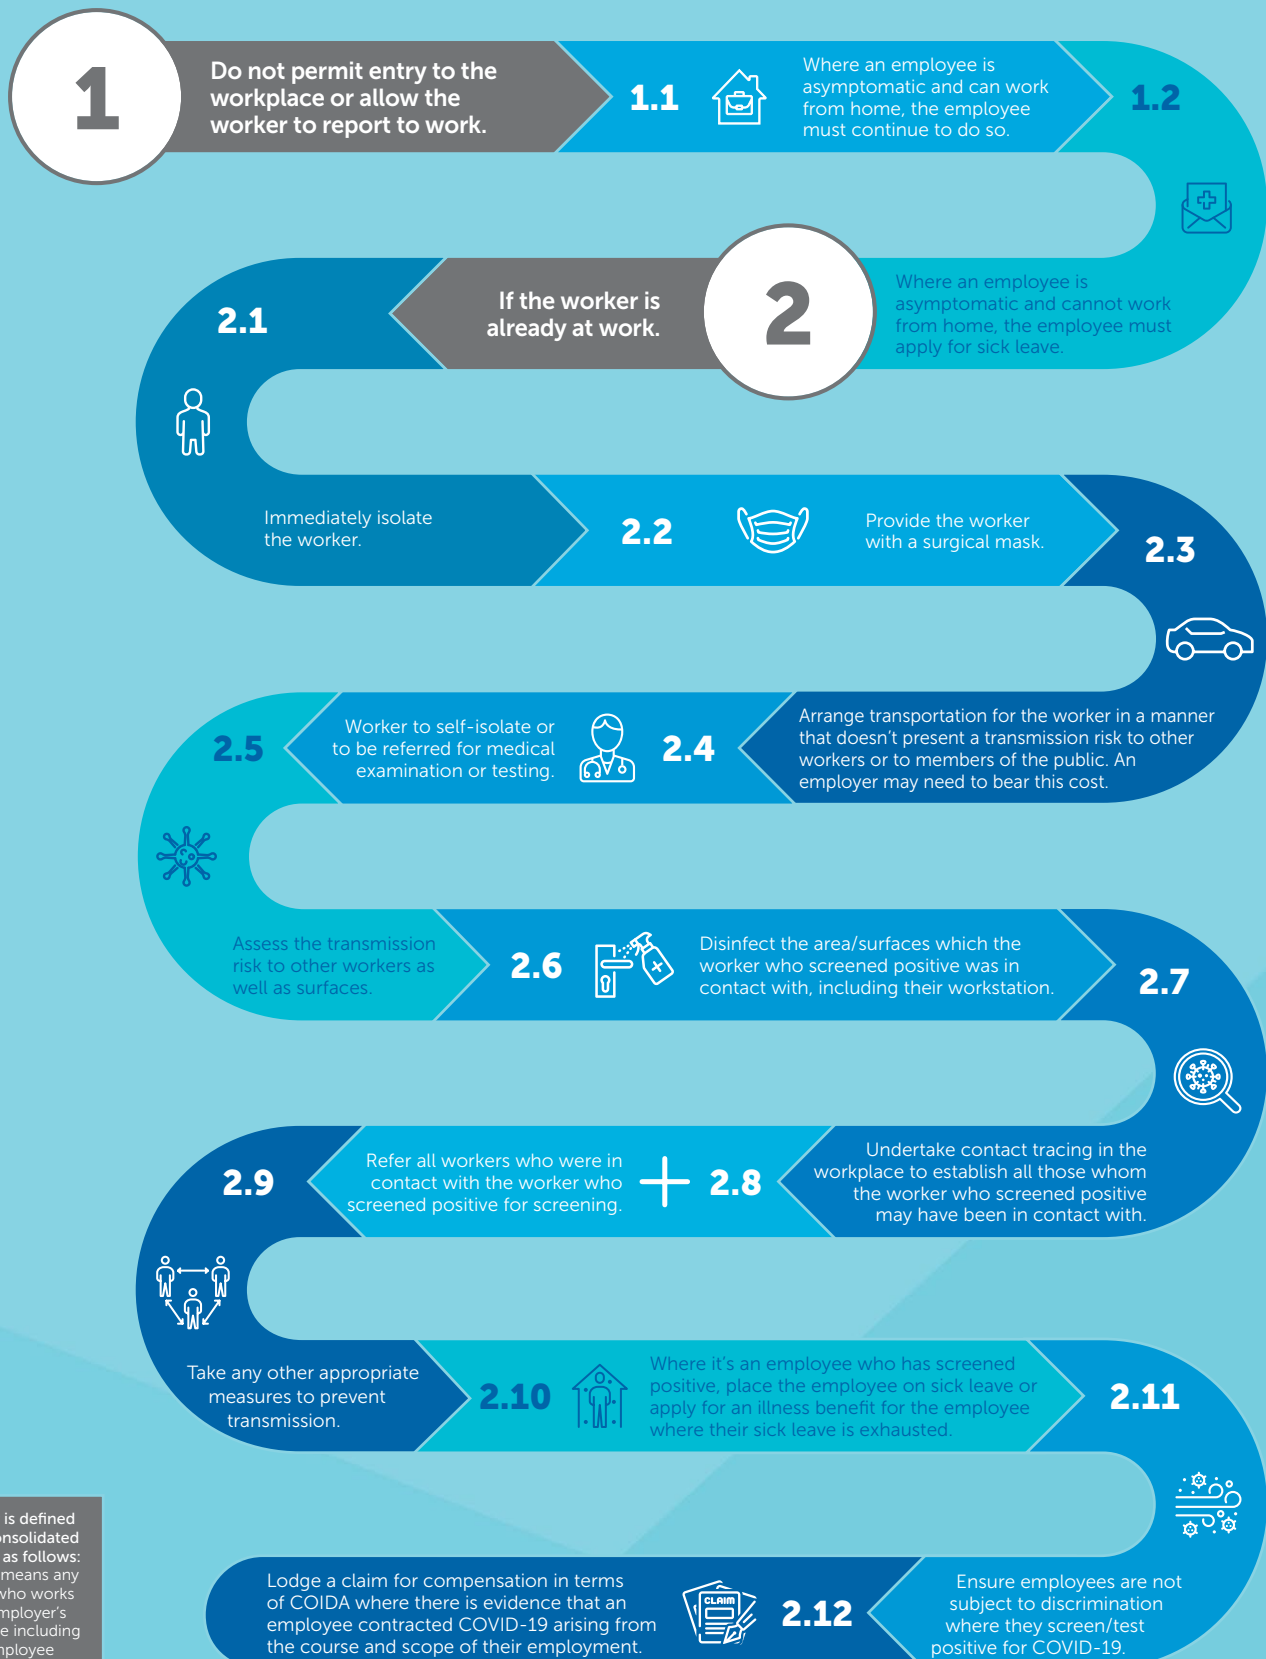 1
Do not permit entry to the
workplace or allow the
worker to report to work.
1.1
Where an employee is
asymptomatic and can work
from home, the employee
must continue to do so.
1.2
Where an employee is
asymptomatic and cannot work
from home, the employee must
apply for sick leave.
2
If the worker is
already at work.
2.1
Immediately isolate
the worker.
2.2
Provide the worker
with a surgical mask.
2.3
Arrange transportation for the worker in a manner
that doesn't present a transmission risk to other
workers or to members of the public. An
employer may need to bear this cost.
2.4
Worker to self-isolate or
to be referred for medical
examination or testing.
2.5
Assess the transmission
risk to other workers as
well as surfaces.
2.6
Disinfect the area/surfaces which the
worker who screened positive was in
contact with, including their workstation.
2.7
Undertake contact tracing in the
workplace to establish all those whom
the worker who screened positive
may have been in contact with.
2.8
Refer all workers who were in
contact with the worker who
screened positive for screening.
2.9
Take any other appropriate
measures to prevent
transmission.
2.10
Where it's an employee who has screened
positive, place the employee on sick leave or
apply for an illness benefit for the employee
where their sick leave is exhausted.
2.11
Ensure employees are not
subject to discrimination
where they screen/test
positive for COVID-19.
2.12
CLAIM
Lodge a claim for compensation in terms
of COIDA where there is evidence that an
employee contracted COVID-19 arising from
the course and scope of their employment.
is defined
as follows:
means any
who works
including